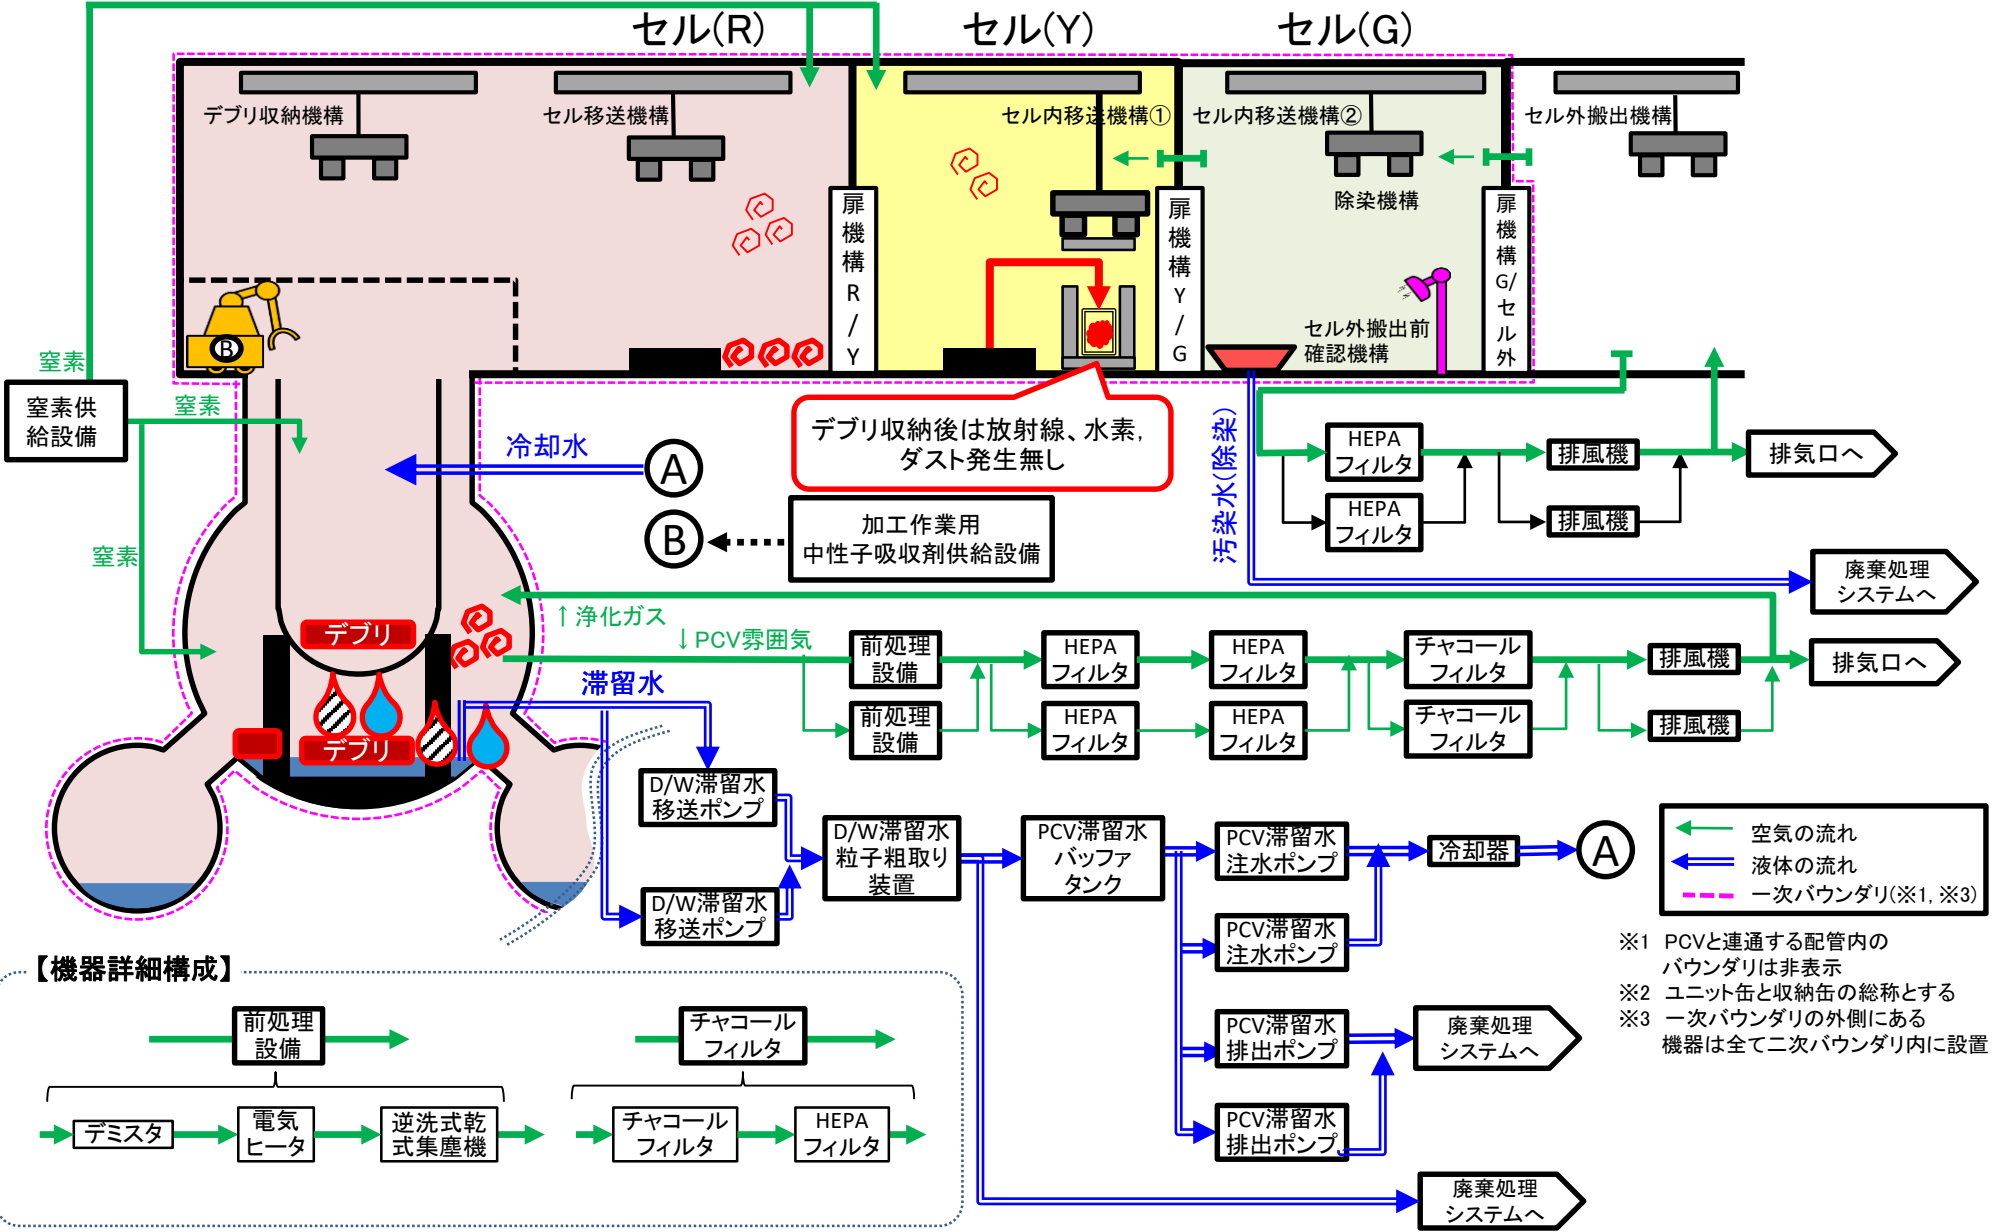 セル(R)
セル(Y)
セル(G)
デブリ収納機構
セル移送機構
セル内移送機構①
セル内移送機構②
セル外搬出機構
除染機構
扉機構R/Y
扉機構Y/G
扉機構G/セル外
セル外搬出前
確認機構
B
窒素
窒素供
給設備
窒素
窒素
冷却水
A
B
加工作業用
中性子吸収剤供給設備
デブリ収納後は放射線、水素,
ダスト発生無し
汚染水(除染)
HEPA
フィルタ
排風機
排気口へ
HEPA
フィルタ
排風機
廃棄処理
システムへ
↑浄化ガス
↓PCV雰囲気
前処理
設備
HEPA
フィルタ
HEPA
フィルタ
チャコール
フィルタ
排風機
排気口へ
前処理
設備
HEPA
フィルタ
HEPA
フィルタ
チャコール
フィルタ
排風機
デブリ
デブリ
滞留水
D/W滞留水
移送ポンプ
D/W滞留水
移送ポンプ
D/W滞留水
粒子粗取り
装置
PCV滞留水
バッファ
タンク
PCV滞留水
注水ポンプ
冷却器
A
PCV滞留水
注水ポンプ
PCV滞留水
排出ポンプ
廃棄処理
システムへ
PCV滞留水
排出ポンプ
廃棄処理
システムへ
空気の流れ
液体の流れ
一次バウンダリ(※1, ※3)
※1 PCVと連通する配管内の
バウンダリは非表示
※2 ユニット缶と収納缶の総称とする
※3 一次バウンダリの外側にある
機器は全て二次バウンダリ内に設置
【機器詳細構成】
前処理
設備
チャコール
フィルタ
デミスタ
電気
ヒータ
逆洗式乾
式集塵機
チャコール
フィルタ
HEPA
フィルタ